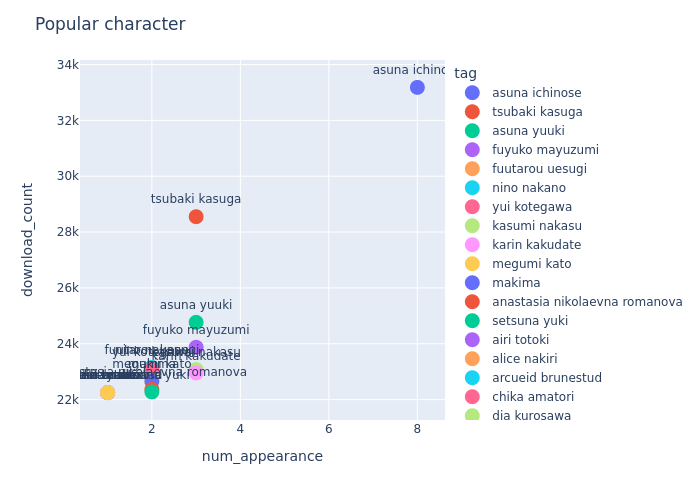 Popular character
34k
32k
30k
28k
26k
24k
22k
download_count
2
4
6
8
num_appearance
asuna ichino
tsubaki kasuga
asuna yuuki
fuyuko mayuzumi
karin kakudate
tag
asuna ichinose
tsubaki kasuga
asuna yuuki
fuyuko mayuzumi
fuutarou uesugi
nino nakano
yui kotegawa
kasumi nakasu
karin kakudate
megumi kato
makima
anastasia nikolaevna romanova
setsuna yuki
airi totoki
alice nakiri
arcueid brunestud
chika amatori
dia kurosawa